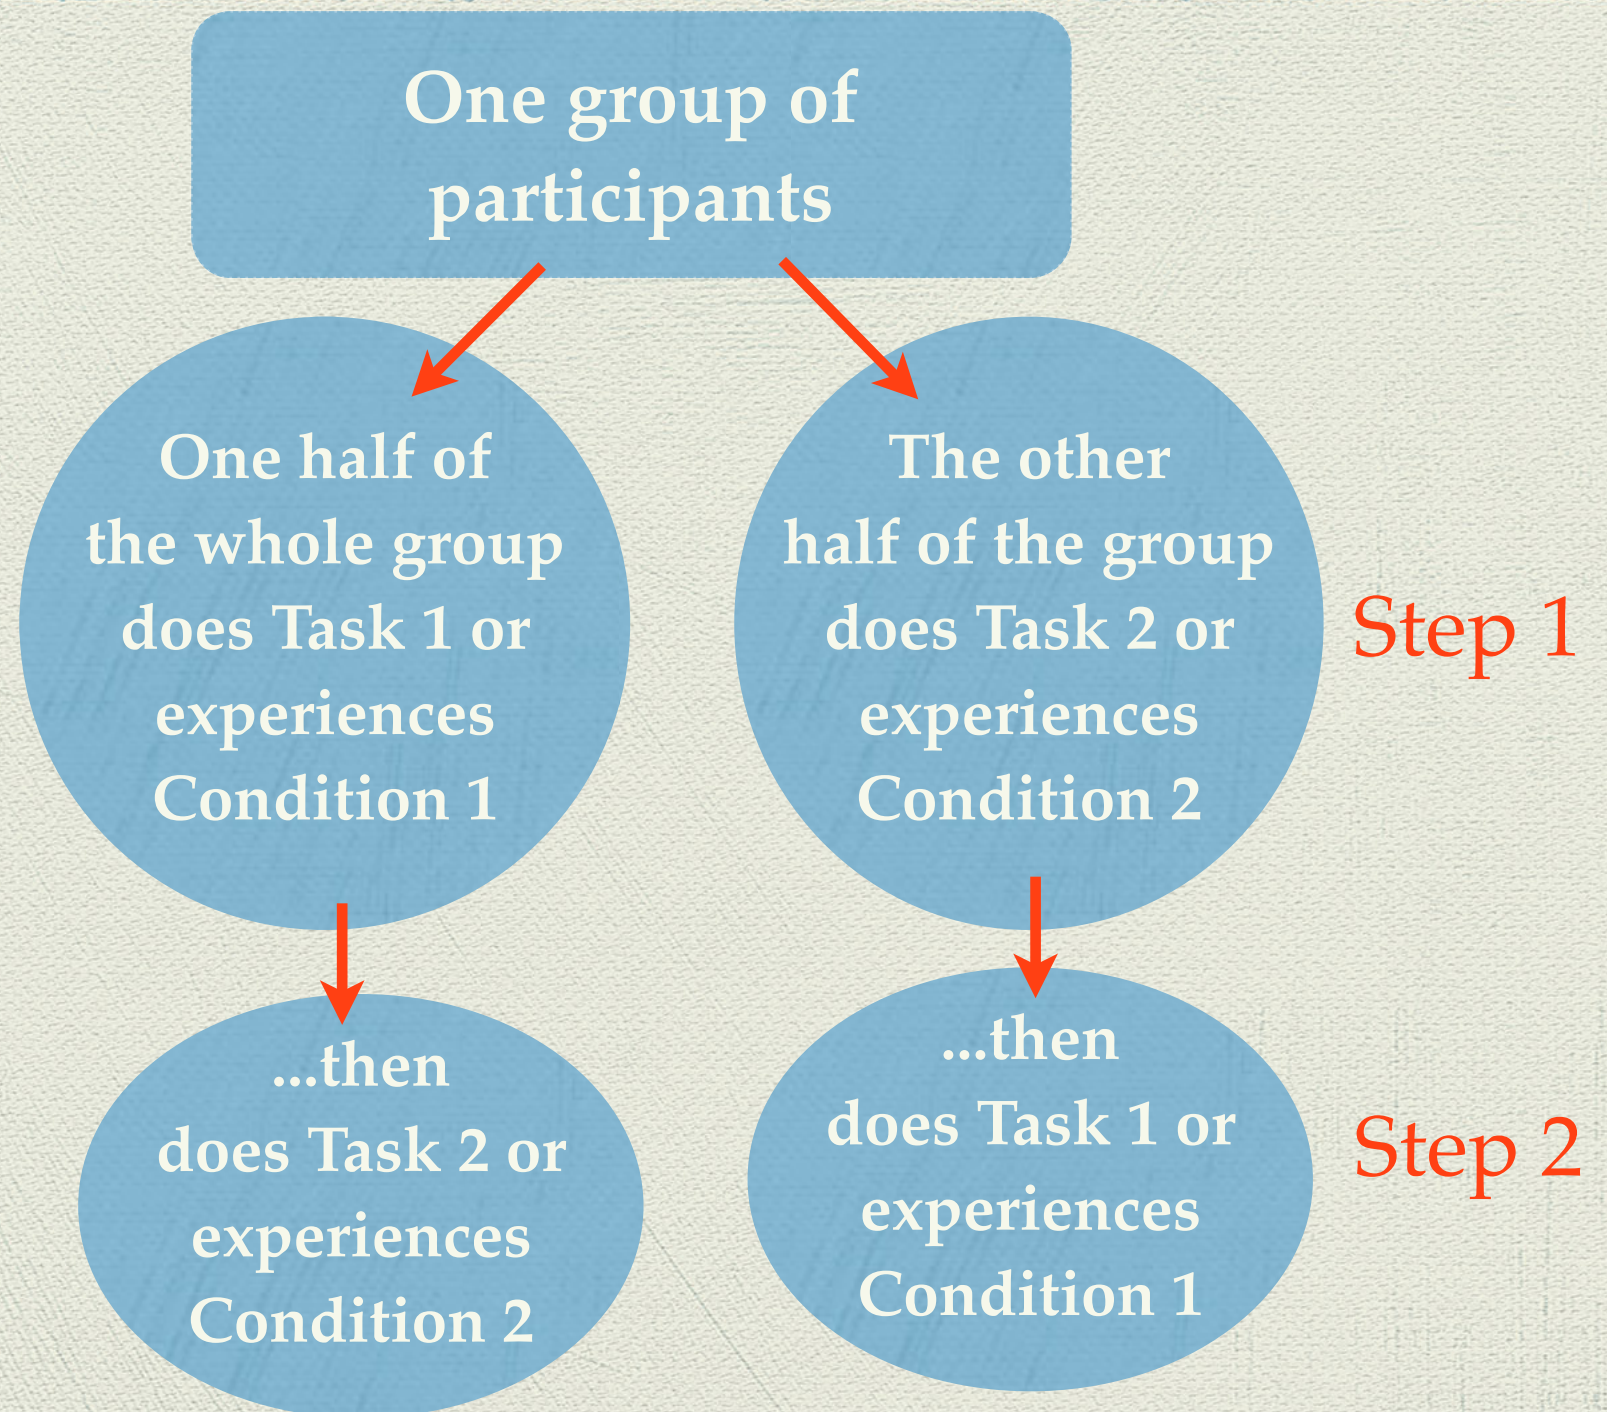 One group of
participants
One half of
the whole group
does Task 1 or
experiences
Condition 1
The other
half of the group
does Task 2 or
experiences
Condition 2
Step 1
...then
does Task 2 or
experiences
Condition 2
...then
does Task 1 or
experiences
Condition 1
Step 2